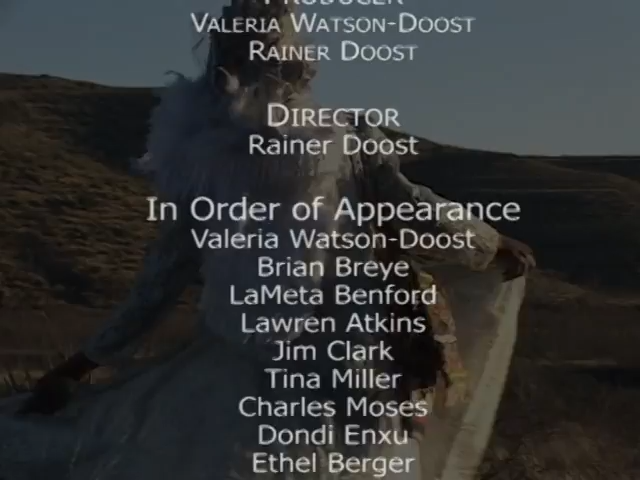 PRODUCER
VALERIA WATSON-DOOST
RAINER DOOST
DIRECTOR
Rainer Doost
In Order of Appearance
Valeria Watson-Doost
Brian Breye
LaMeta Benford
Lawren Atkins
Jim Clark
Tina Miller
Charles Moses
Dondi Enxu
Ethel Berger